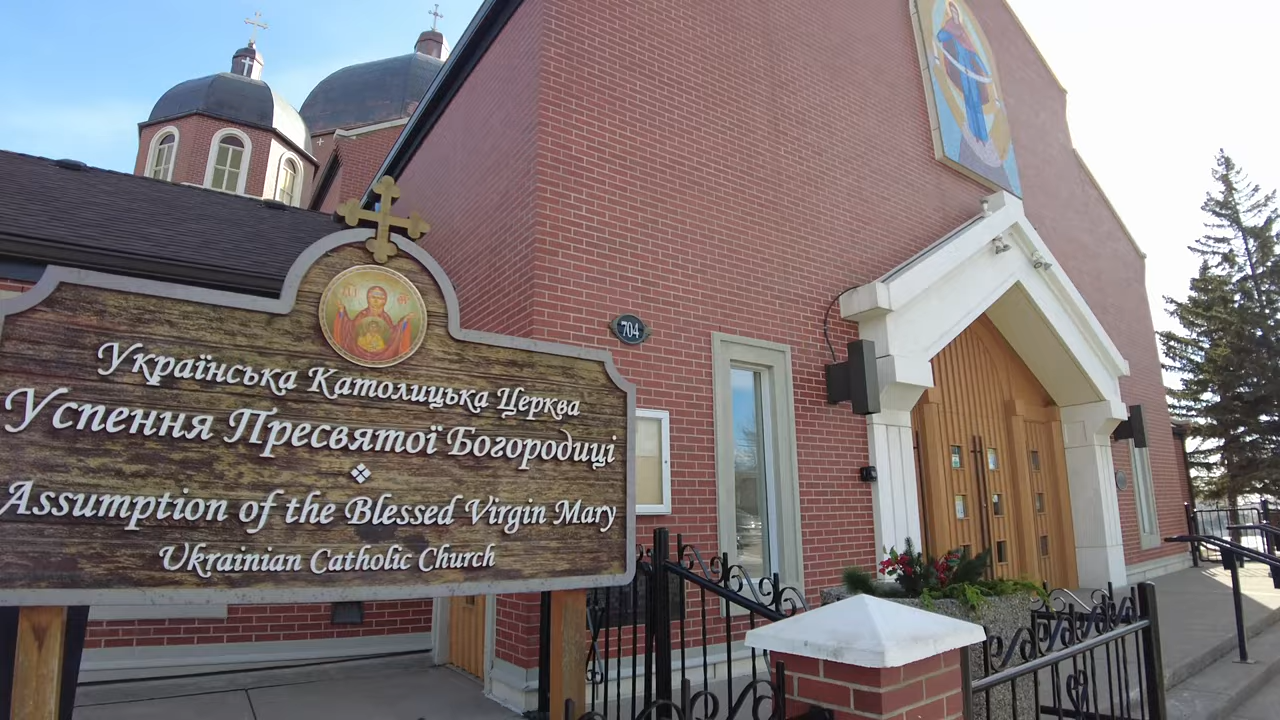 Українська Католицька Церква
Успення Пресвятої Богородиці
Assumption of the Blessed Virgin Mary
Ukrainian Catholic Church
704